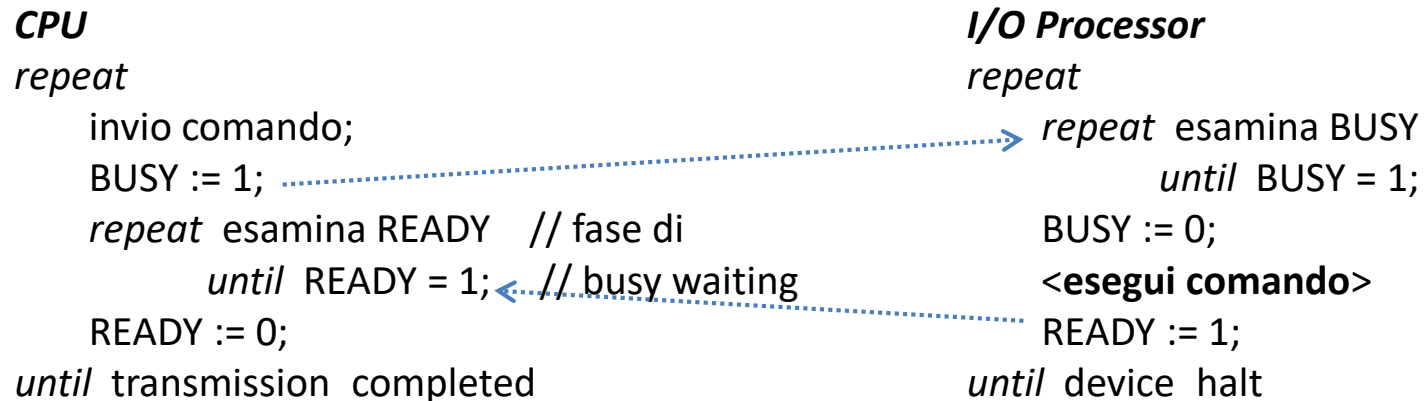 CPU
repeat
invio comando;
BUSY := 1;
repeat esamina READY // fase di
until READY = 1; // busy waiting
READY := 0;
until transmission completed
I/O Processor
repeat
repeat esamina BUSY
until BUSY = 1;
BUSY := 0;
<esegui comando>
READY := 1;
until device halt